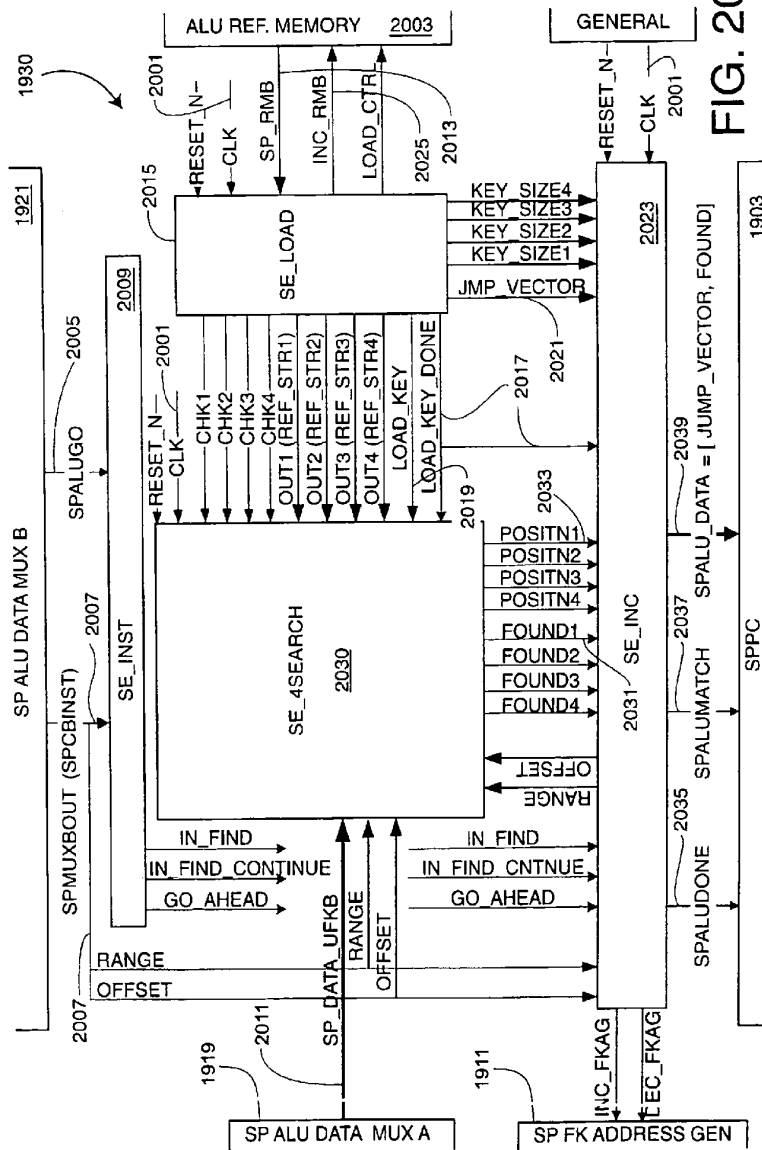 1930
SP ALU DATA MUX B
1921
ALU REF. MEMORY
2003
GENERAL
FIG. 20
SPMUXBOUT (SPCBINST)
2007
SPALUGO
2005
SE_INST
2009
2015
SE_LOAD
RESET_N
CLK
2001
SP_RMB
INC_RMB
LOAD_CTRL
2013
2025
RESET_N
CLK
2001
CHK1
CHK2
CHK3
CHK4
OUT1 (REF_STR1)
OUT2 (REF_STR2)
OUT3 (REF_STR3)
OUT4 (REF_STR4)
LOAD_KEY
LOAD_KEY_DONE
2019
2017
KEY_SIZE4
KEY_SIZE3
KEY_SIZE2
KEY_SIZE1
JMP_VECTOR
2021
RESET_N
CLK
2001
SE_4SEARCH
2030
IN_FIND
IN_FIND_CONTINUE
GO_AHEAD
2007
RANGE
OFFSET
SP_DATA_UFKB
2011
RANGE
OFFSET
POSITN1
POSITN2
POSITN3
POSITN4
FOUND1
FOUND2
FOUND3
FOUND4
2033
2031
OFFSET
RANGE
IN_FIND
IN_FIND CNTNUE
GO_AHEAD
SE_INC
2023
1919
SP ALU DATA MUX A
1911
SP FK ADDRESS GEN
INC_FKAG
DEC_FKAG
SPALUDONE
2035
SPALUMATCH
2037
SPALU_DATA = [ JUMP_VECTOR, FOUND]
2039
SPPC
1903